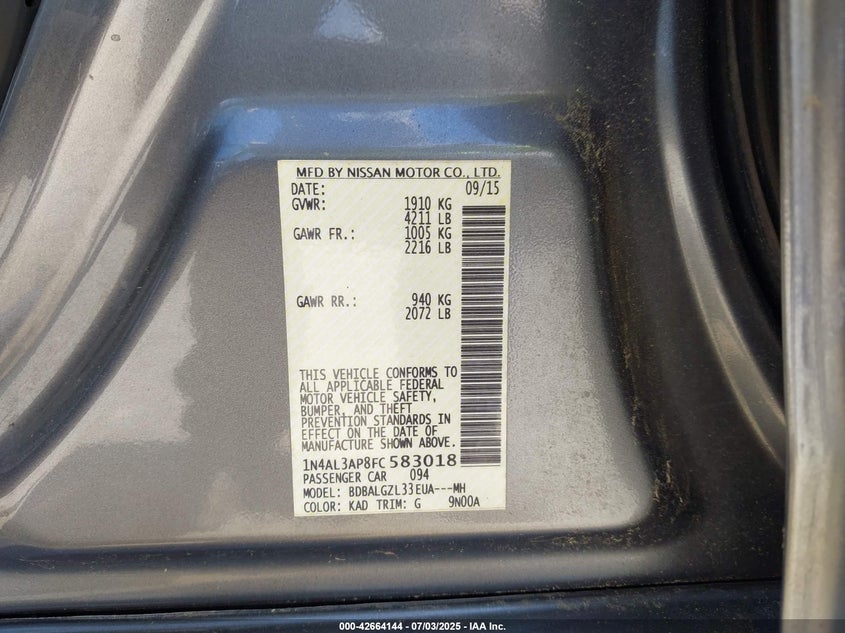 MFD BY NISSAN MOTOR CO., LTD.
DATE: 09/15
GVWR: 1910 KG
4211 LB
GAWR FR.: 1005 KG
2216 LB
GAWR RR.: 940 KG
2072 LB
THIS VEHICLE CONFORMS TO
ALL APPLICABLE FEDERAL
MOTOR VEHICLE SAFETY,
BUMPER, AND THEFT
PREVENTION STANDARDS IN
EFFECT ON THE DATE OF
MANUFACTURE SHOWN ABOVE.
1N4AL3AP8FC583018
PASSENGER CAR 094
MODEL: BDBALGZL33EUA---MH
COLOR: KAD TRIM: G 9N00A
000-42664144 - 07/03/2025 - IAA Inc.